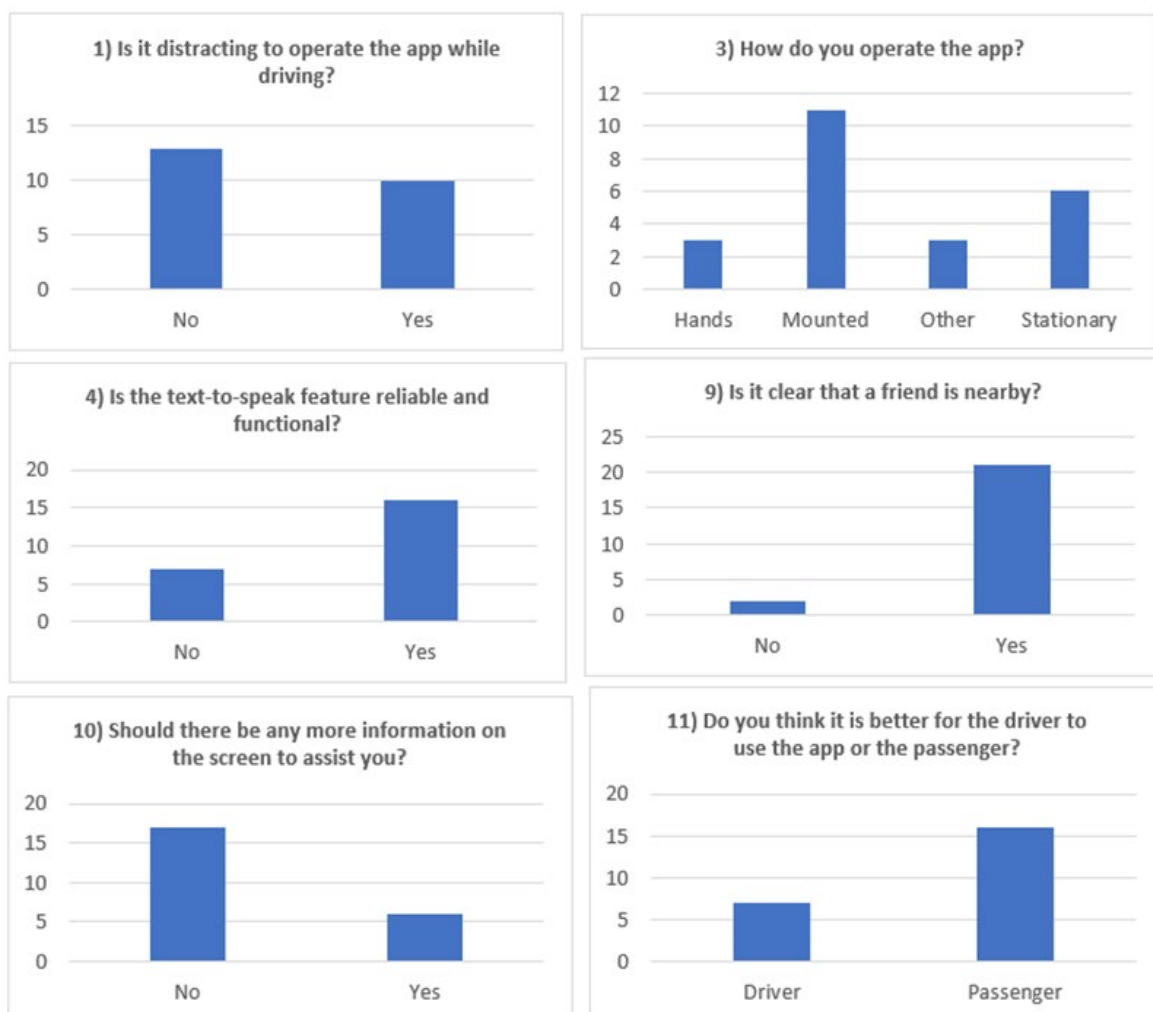 1) Is it distracting to operate the app while
driving?
15
10
5
0
No Yes
3) How do you operate the app?
12
10
8
6
4
2
0
Hands Mounted Other Stationary
4) Is the text-to-speak feature reliable and
functional?
20
15
10
5
0
No Yes
9) Is it clear that a friend is nearby?
25
20
15
10
5
0
No Yes
10) Should there be any more information on
the screen to assist you?
20
15
10
5
0
No Yes
11) Do you think it is better for the driver to
use the app or the passenger?
20
15
10
5
0
Driver Passenger